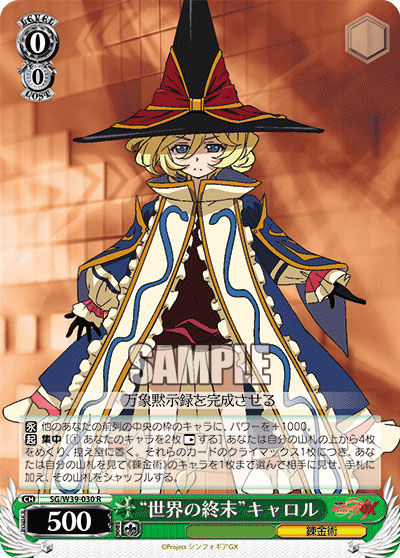 LEVEL
0
0
COST
SAMPLE
万象黙示録を完成させる
永 他のあなたの前列の中央の枠のキャラに、パワーを＋1000。
起 集中 ［あなたのキャラを2枚 する］ あなたは自分の山札の上から4枚
をめくり、控え室に置く。それらのカードのクライマックス1枚につき、あな
たは自分の山札を見て《錬金術》のキャラを1枚まで選んで相手に見せ、手札に
加え、その山札をシャッフルする。
CH SG/W39-030 R
500
“世界の終末”キャロル
錬金術
©Project シンフォギアGX